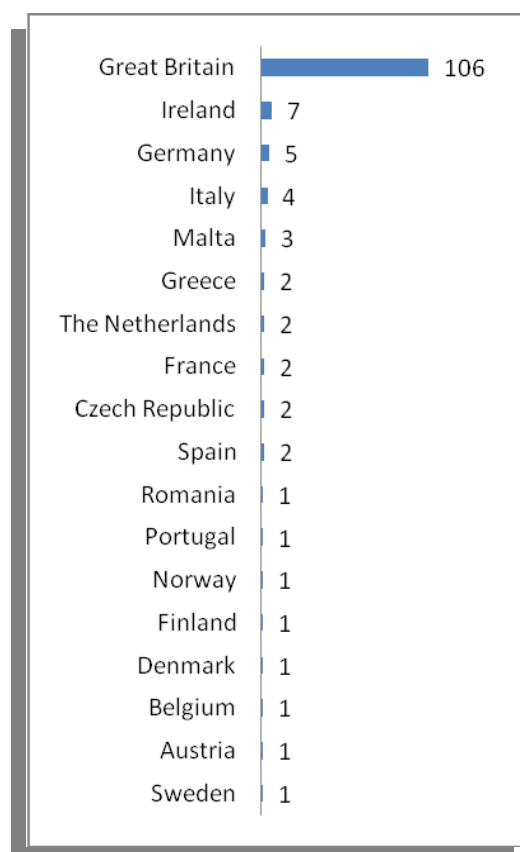 Great Britain 106
Ireland 7
Germany 5
Italy 4
Malta 3
Greece 2
The Netherlands 2
France 2
Czech Republic 2
Spain 2
Romania 1
Portugal 1
Norway 1
Finland 1
Denmark 1
Belgium 1
Austria 1
Sweden 1